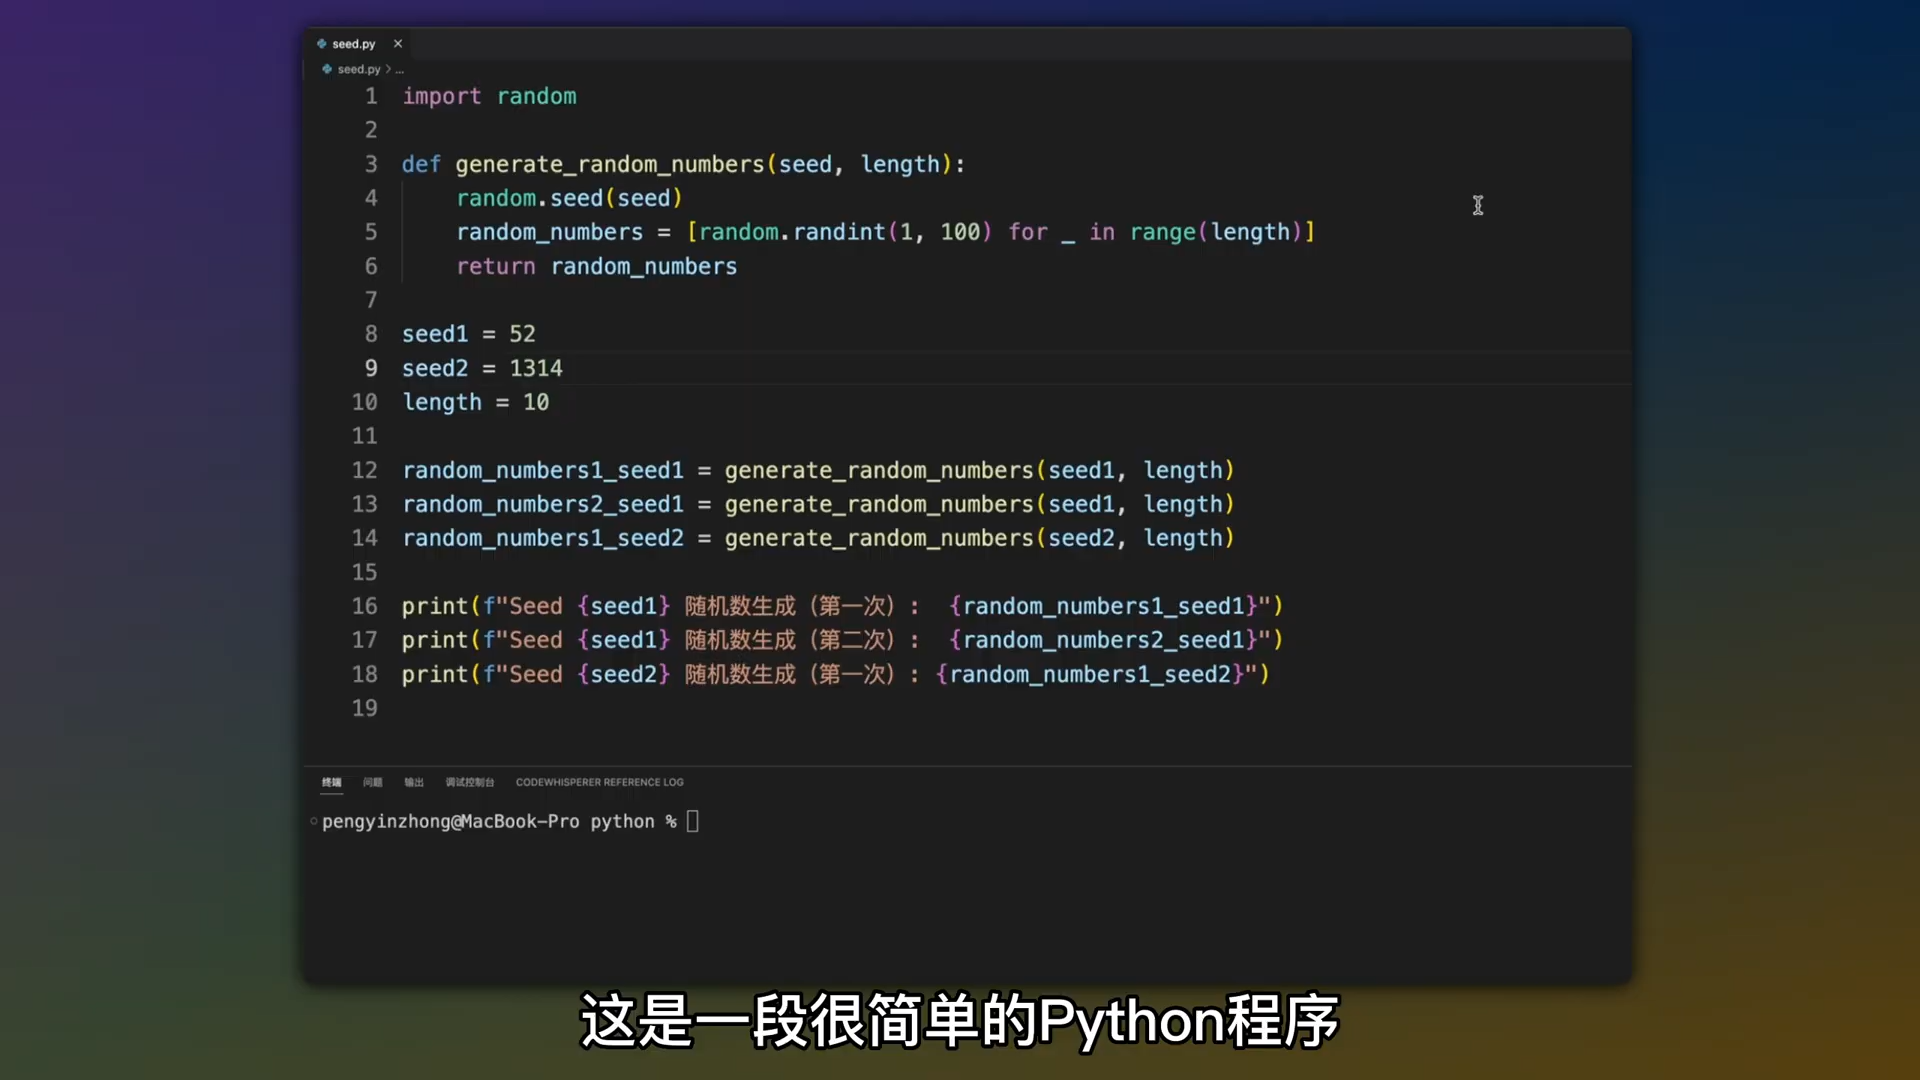 seed.py
seed.py > ...
1 import random
2
3 def generate_random_numbers(seed, length):
4     random.seed(seed)
5     random_numbers = [random.randint(1, 100) for _ in range(length)]
6     return random_numbers
7
8 seed1 = 52
9 seed2 = 1314
10 length = 10
11
12 random_numbers1_seed1 = generate_random_numbers(seed1, length)
13 random_numbers2_seed1 = generate_random_numbers(seed1, length)
14 random_numbers1_seed2 = generate_random_numbers(seed2, length)
15
16 print(f"Seed {seed1} 随机数生成（第一次）： {random_numbers1_seed1}")
17 print(f"Seed {seed1} 随机数生成（第二次）： {random_numbers2_seed1}")
18 print(f"Seed {seed2} 随机数生成（第一次）: {random_numbers1_seed2}")
19
终端 问题 输出 调试控制台 CODEWHISPERER REFERENCE LOG
pengyinzhong@MacBook-Pro python %
这是一段很简单的Python程序